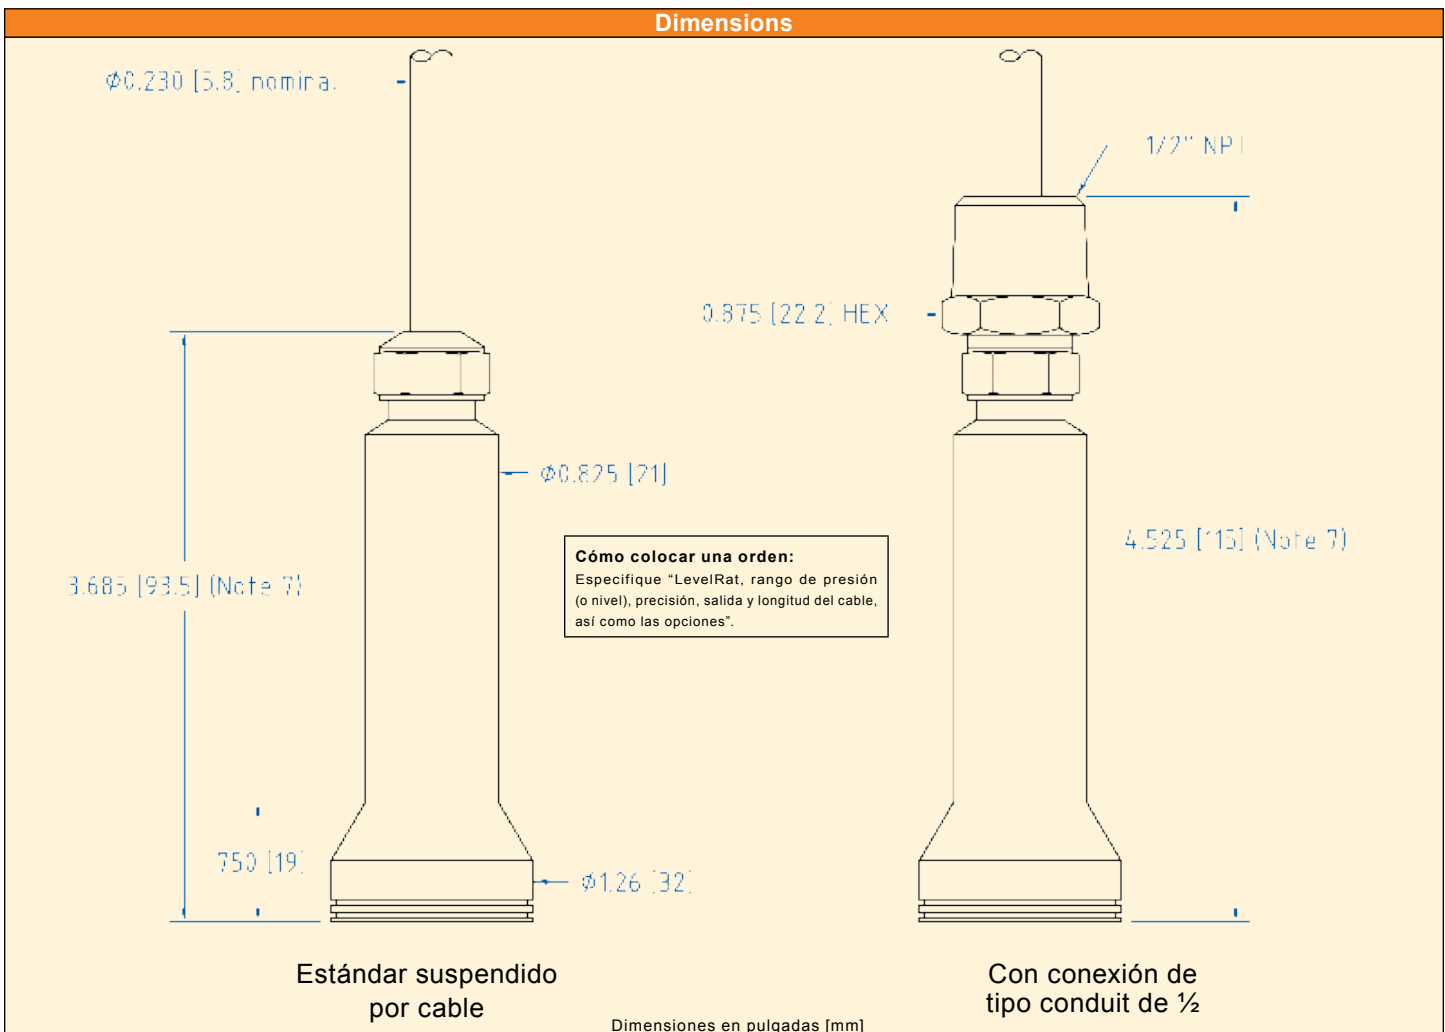 Dimensions
Ø0.230 [5.8] nomina.
1/2" NPT
0.875 [22.2] HEX
Ø0.825 [21]
Cómo colocar una orden:
Especifique “LevelRat, rango de presión
(o nivel), precisión, salida y longitud del cable,
así como las opciones”.
4.525 [115] (Note 7)
3.685 [93.5] (Note 7)
750 [19]
Ø1.26 [32]
Estándar suspendido
por cable
Con conexión de
tipo conduit de ½
Dimensiones en pulgadas [mm]